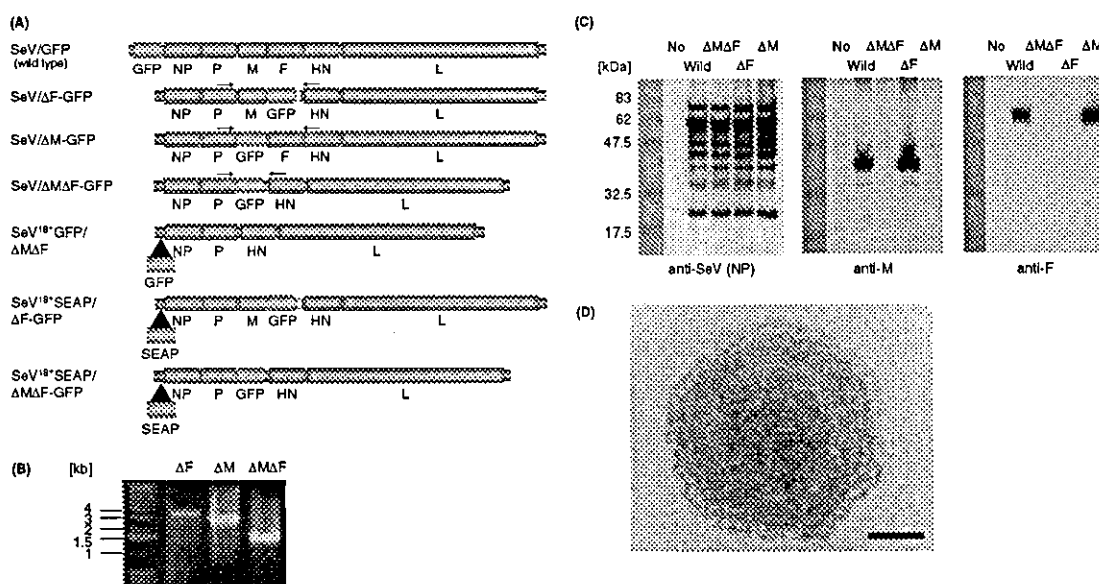 (A)
SeV/GFP
(wild type)
GFP NP P M F HN L
SeV/ΔF-GFP
NP P M GFP HN L
SeV/ΔM-GFP
NP P GFP F HN L
SeV/ΔMΔF-GFP
NP P GFP HN L
SeV18+GFP/
ΔMΔF
NP P HN L
GFP
SeV18+SEAP/
ΔF-GFP
NP P M GFP HN L
SEAP
SeV18+SEAP/
ΔMΔF-GFP
NP P GFP HN L
SEAP
(B)
[kb] ΔF ΔM ΔMΔF
4
3
2
1.5
1
(C)
No ΔMΔF ΔM
Wild ΔF
No ΔMΔF ΔM
Wild ΔF
No ΔMΔF ΔM
Wild ΔF
[kDa]
83
62
47.5
32.5
17.5
anti-SeV (NP)
anti-M
anti-F
(D)